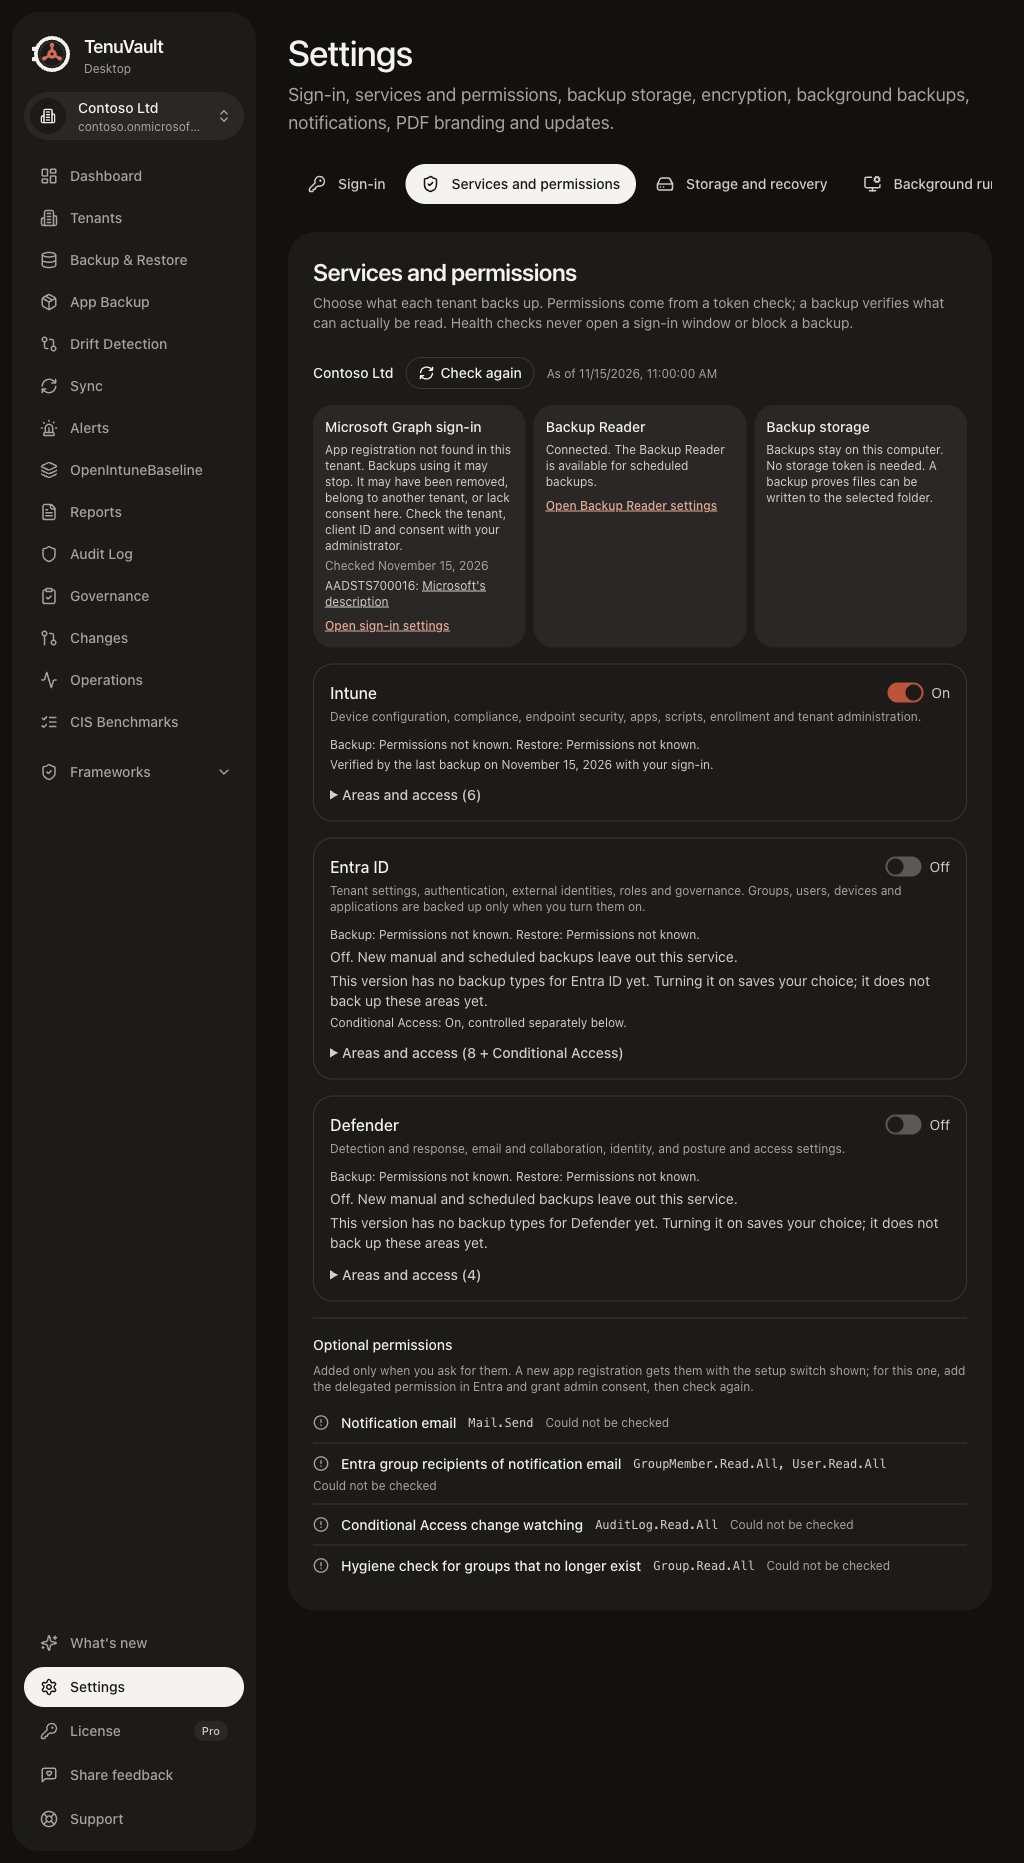 TenuVault
Desktop
Contoso Ltd
contoso.onmicrosof...
Dashboard
Tenants
Backup & Restore
App Backup
Drift Detection
Sync
Alerts
OpenIntuneBaseline
Reports
Audit Log
Governance
Changes
Operations
CIS Benchmarks
Frameworks
What's new
Settings
License
Pro
Share feedback
Support
Settings
Sign-in, services and permissions, backup storage, encryption, background backups,
notifications, PDF branding and updates.
Sign-in
Services and permissions
Storage and recovery
Background ru
Services and permissions
Choose what each tenant backs up. Permissions come from a token check; a backup verifies what
can actually be read. Health checks never open a sign-in window or block a backup.
Contoso Ltd
Check again
As of 11/15/2026, 11:00:00 AM
Microsoft Graph sign-in
App registration not found in this
tenant. Backups using it may
stop. It may have been removed,
belong to another tenant, or lack
consent here. Check the tenant,
client ID and consent with your
administrator.
Checked November 15, 2026
AADSTS700016: Microsoft's
description
Open sign-in settings
Backup Reader
Connected. The Backup Reader
is available for scheduled
backups.
Open Backup Reader settings
Backup storage
Backups stay on this computer.
No storage token is needed. A
backup proves files can be
written to the selected folder.
Intune
On
Device configuration, compliance, endpoint security, apps, scripts, enrollment and tenant administration.
Backup: Permissions not known. Restore: Permissions not known.
Verified by the last backup on November 15, 2026 with your sign-in.
Areas and access (6)
Entra ID
Off
Tenant settings, authentication, external identities, roles and governance. Groups, users, devices and
applications are backed up only when you turn them on.
Backup: Permissions not known. Restore: Permissions not known.
Off. New manual and scheduled backups leave out this service.
This version has no backup types for Entra ID yet. Turning it on saves your choice; it does not
back up these areas yet.
Conditional Access: On, controlled separately below.
Areas and access (8 + Conditional Access)
Defender
Off
Detection and response, email and collaboration, identity, and posture and access settings.
Backup: Permissions not known. Restore: Permissions not known.
Off. New manual and scheduled backups leave out this service.
This version has no backup types for Defender yet. Turning it on saves your choice; it does not
back up these areas yet.
Areas and access (4)
Optional permissions
Added only when you ask for them. A new app registration gets them with the setup switch shown; for this one, add
the delegated permission in Entra and grant admin consent, then check again.
Notification email Mail.Send Could not be checked
Entra group recipients of notification email GroupMember.Read.All, User.Read.All
Could not be checked
Conditional Access change watching AuditLog.Read.All Could not be checked
Hygiene check for groups that no longer exist Group.Read.All Could not be checked